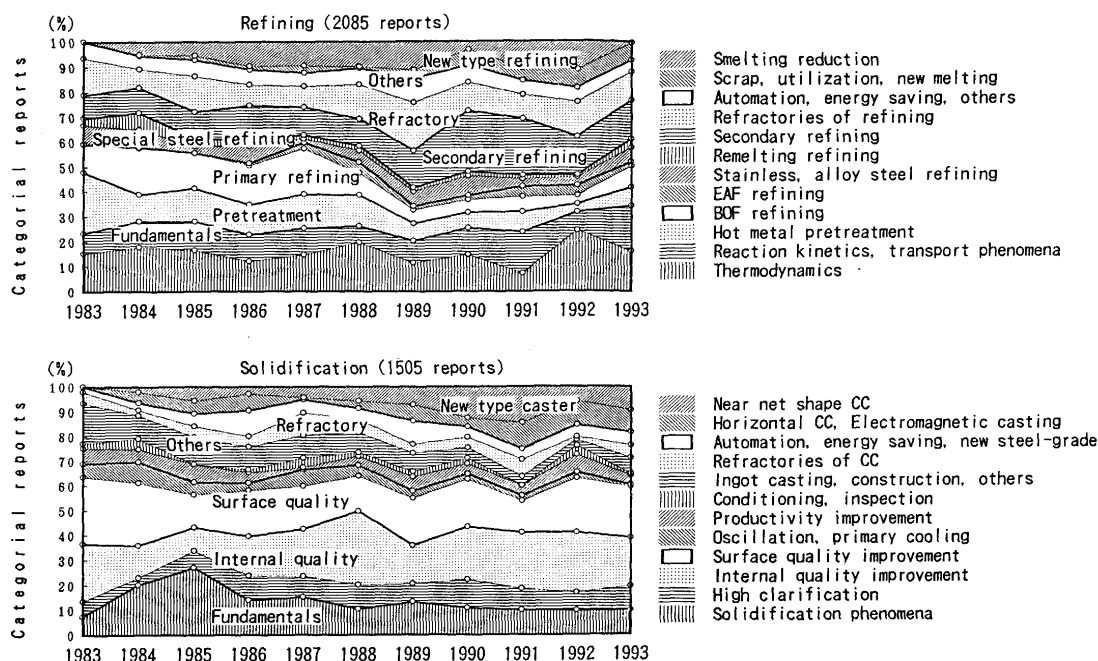 (%)
Refining (2085 reports)
Categorial reports
100
90
80
70
60
50
40
30
20
10
0
New type refining
Others
Refractory
Special steel refining
Secondary refining
Primary refining
Pretreatment
Fundamentals
1983 1984 1985 1986 1987 1988 1989 1990 1991 1992 1993
Smelting reduction
Scrap, utilization, new melting
Automation, energy saving, others
Refractories of refining
Secondary refining
Remelting refining
Stainless, alloy steel refining
EAF refining
BOF refining
Hot metal pretreatment
Reaction kinetics, transport phenomena
Thermodynamics
(%)
Solidification (1505 reports)
Categorial reports
100
90
80
70
60
50
40
30
20
10
0
New type caster
Refractory
Others
Surface quality
Internal quality
Fundamentals
1983 1984 1985 1986 1987 1988 1989 1990 1991 1992 1993
Near net shape CC
Horizontal CC, Electromagnetic casting
Automation, energy saving, new steel-grade
Refractories of CC
Ingot casting, construction, others
Conditioning, inspection
Productivity improvement
Oscillation, primary cooling
Surface quality improvement
Internal quality improvement
High clarification
Solidification phenomena